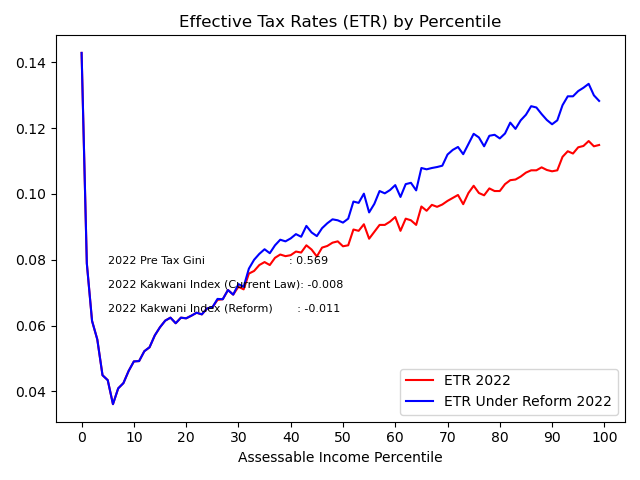 Effective Tax Rates (ETR) by Percentile
0.14
0.12
0.10
0.08
0.06
0.04
2022 Pre Tax Gini : 0.569
2022 Kakwani Index (Current Law): -0.008
2022 Kakwani Index (Reform) : -0.011
ETR 2022
ETR Under Reform 2022
0 10 20 30 40 50 60 70 80 90 100
Assessable Income Percentile